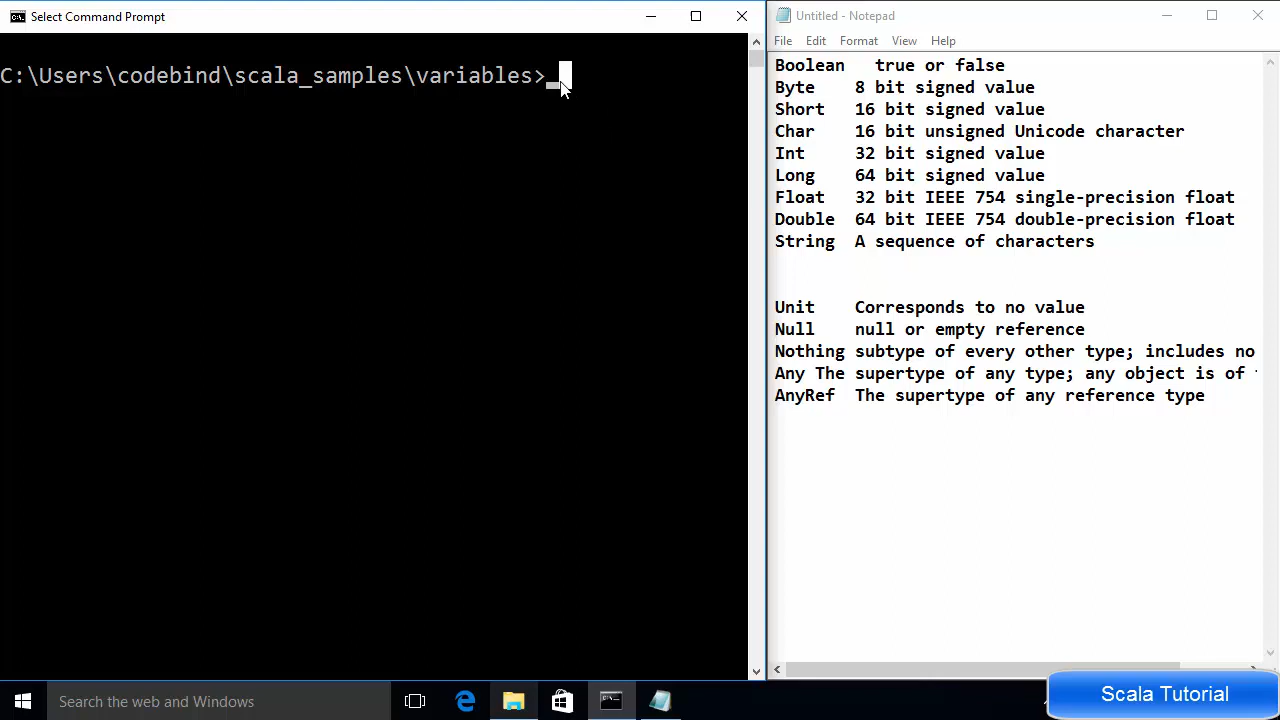 Select Command Prompt
C:\Users\codebind\scala_samples\variables>
Untitled - Notepad
File Edit Format View Help
Boolean true or false
Byte 8 bit signed value
Short 16 bit signed value
Char 16 bit unsigned Unicode character
Int 32 bit signed value
Long 64 bit signed value
Float 32 bit IEEE 754 single-precision float
Double 64 bit IEEE 754 double-precision float
String A sequence of characters
Unit Corresponds to no value
Null null or empty reference
Nothing subtype of every other type; includes no
Any The supertype of any type; any object is of
AnyRef The supertype of any reference type
Search the web and Windows
Scala Tutorial